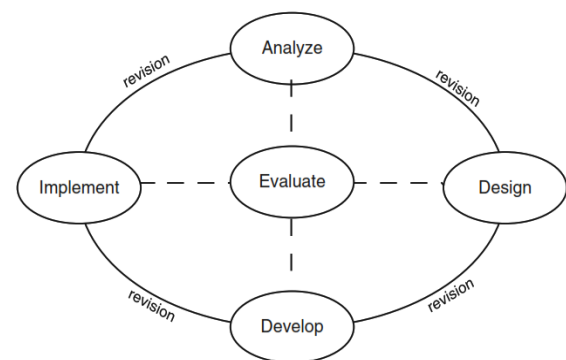 Analyze
revision
revision
Implement
Evaluate
Design
revision
revision
Develop